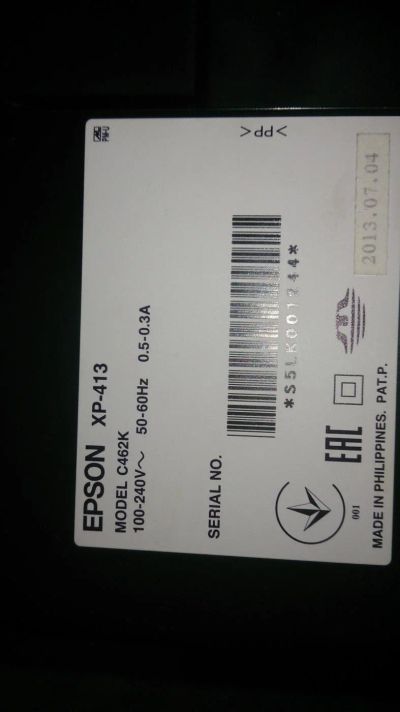 EPSON XP-413
MODEL C462K
100-240V～ 50-60Hz 0.5-0.3A
SERIAL NO.
001
EAC
MADE IN PHILIPPINES. PAT.P.
2013.07.04
>PP<